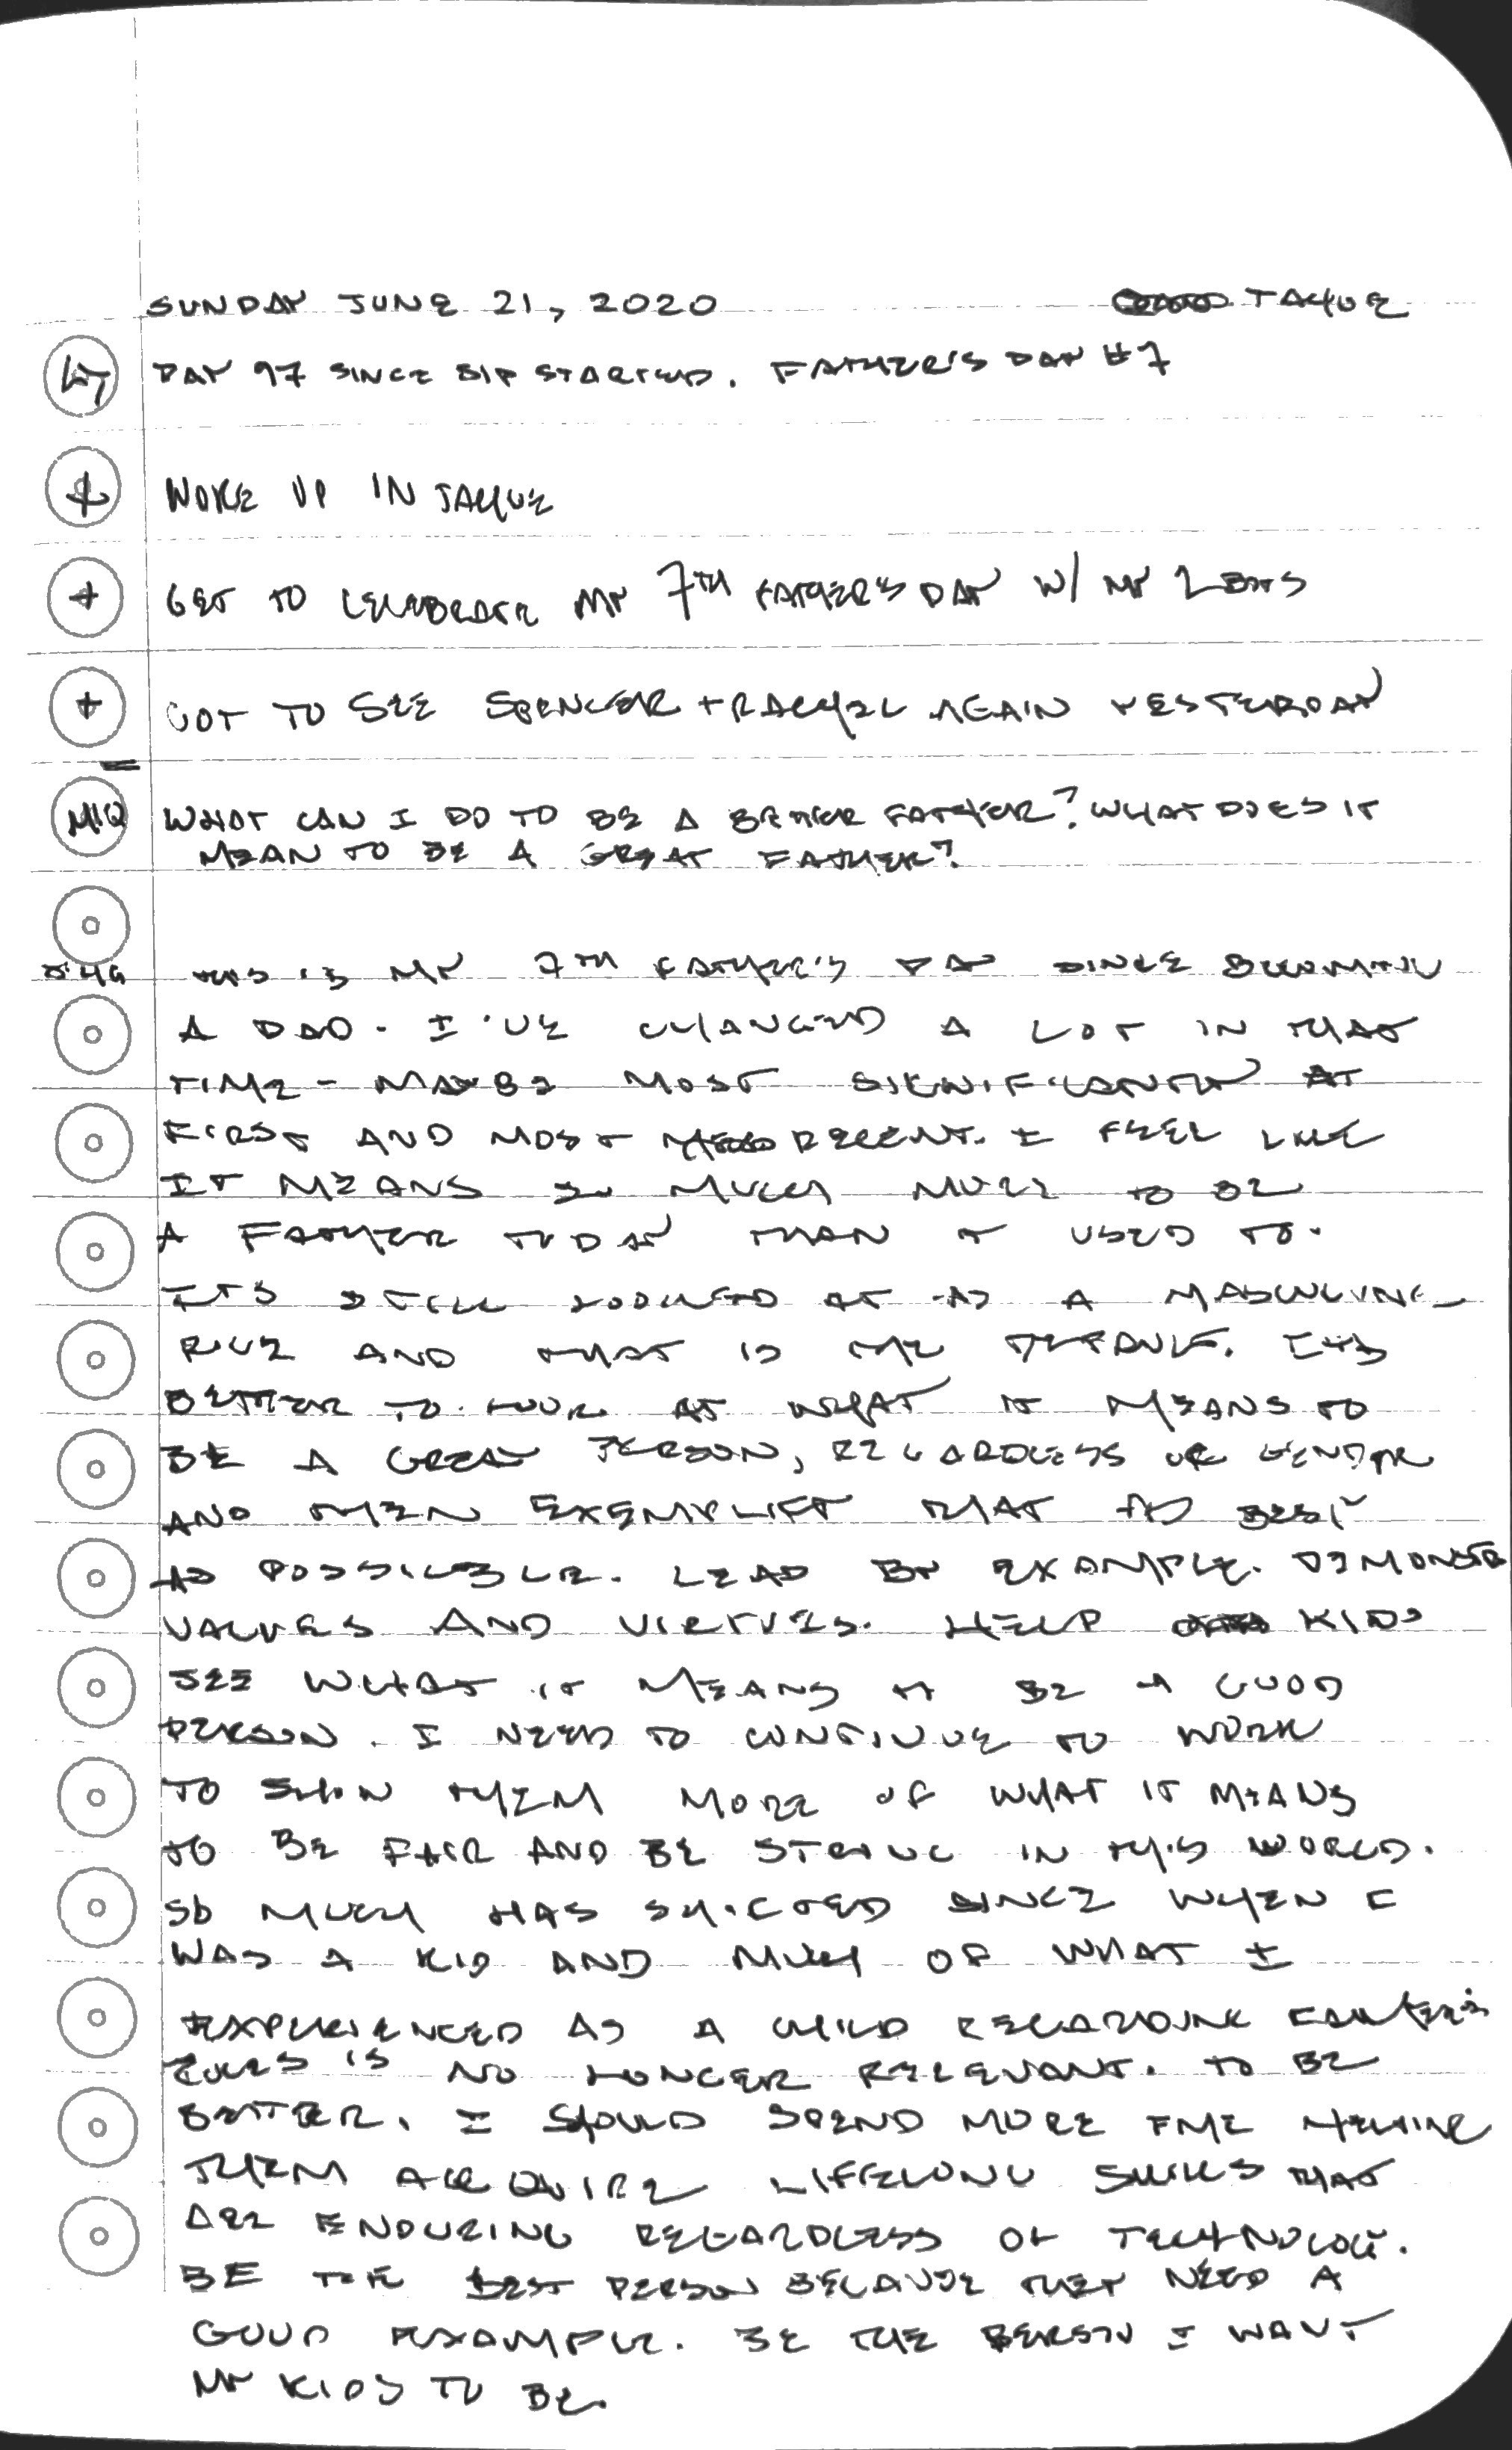 SUNDAY JUNE 21, 2020 TAHOE
DAY 97 SINCE SIP STARTED. FATHER'S DAY #7
+ WOKE UP IN TAHOE
+ GET TO CELEBRATE MY 7TH FATHER'S DAY W/ MY 2 BOYS
+ GOT TO SEE SPENCER + RACHEL AGAIN YESTERDAY
MIQ WHAT CAN I DO TO BE A BETTER FATHER? WHAT DOES IT
MEAN TO BE A GREAT FATHER?
THIS IS MY 7TH FATHER'S DAY SINCE BECOMING
A DAD. I'VE CHANGED A LOT IN THAT
TIME - MAYBE MOST SIGNIFICANTLY AT
FIRST AND MOST RECENT. I FEEL LIKE
IT MEANS SO MUCH MORE TO BE
A FATHER TODAY THAN IT USED TO.
ITS STILL LOOKED AT AS A MASCULINE
ROLE AND THAT IS THE DEFAULT. ITS
BETTER TO LOOK AT WHAT IT MEANS TO
BE A GREAT PERSON, REGARDLESS OF GENDER
AND THEN EXEMPLIFY THAT AS BEST
AS POSSIBLE. LEAD BY EXAMPLE. DEMONSTR
VALUES AND VIRTUES. HELP KIDS
SEE WHAT IT MEANS TO BE A GOOD
PERSON. I NEED TO CONTINUE TO WORK
TO SHOW THEM MORE OF WHAT IT MEANS
TO BE FAIR AND BE STRONG IN THIS WORLD.
SO MUCH HAS SHIFTED SINCE WHEN I
WAS A KID AND MUCH OF WHAT I
EXPERIENCED AS A CHILD REGARDING FATHER'S
ROLES IS NO LONGER RELEVANT. TO BE
BETTER, I SHOULD SPEND MORE TIME HELPING
THEM ACQUIRE LIFELONG SKILLS THAT
ARE ENDURING REGARDLESS OF TECHNOLOGY.
BE THE BEST PERSON BECAUSE THEY NEED A
GOOD EXAMPLE. BE THE PERSON I WANT
MY KIDS TO BE.